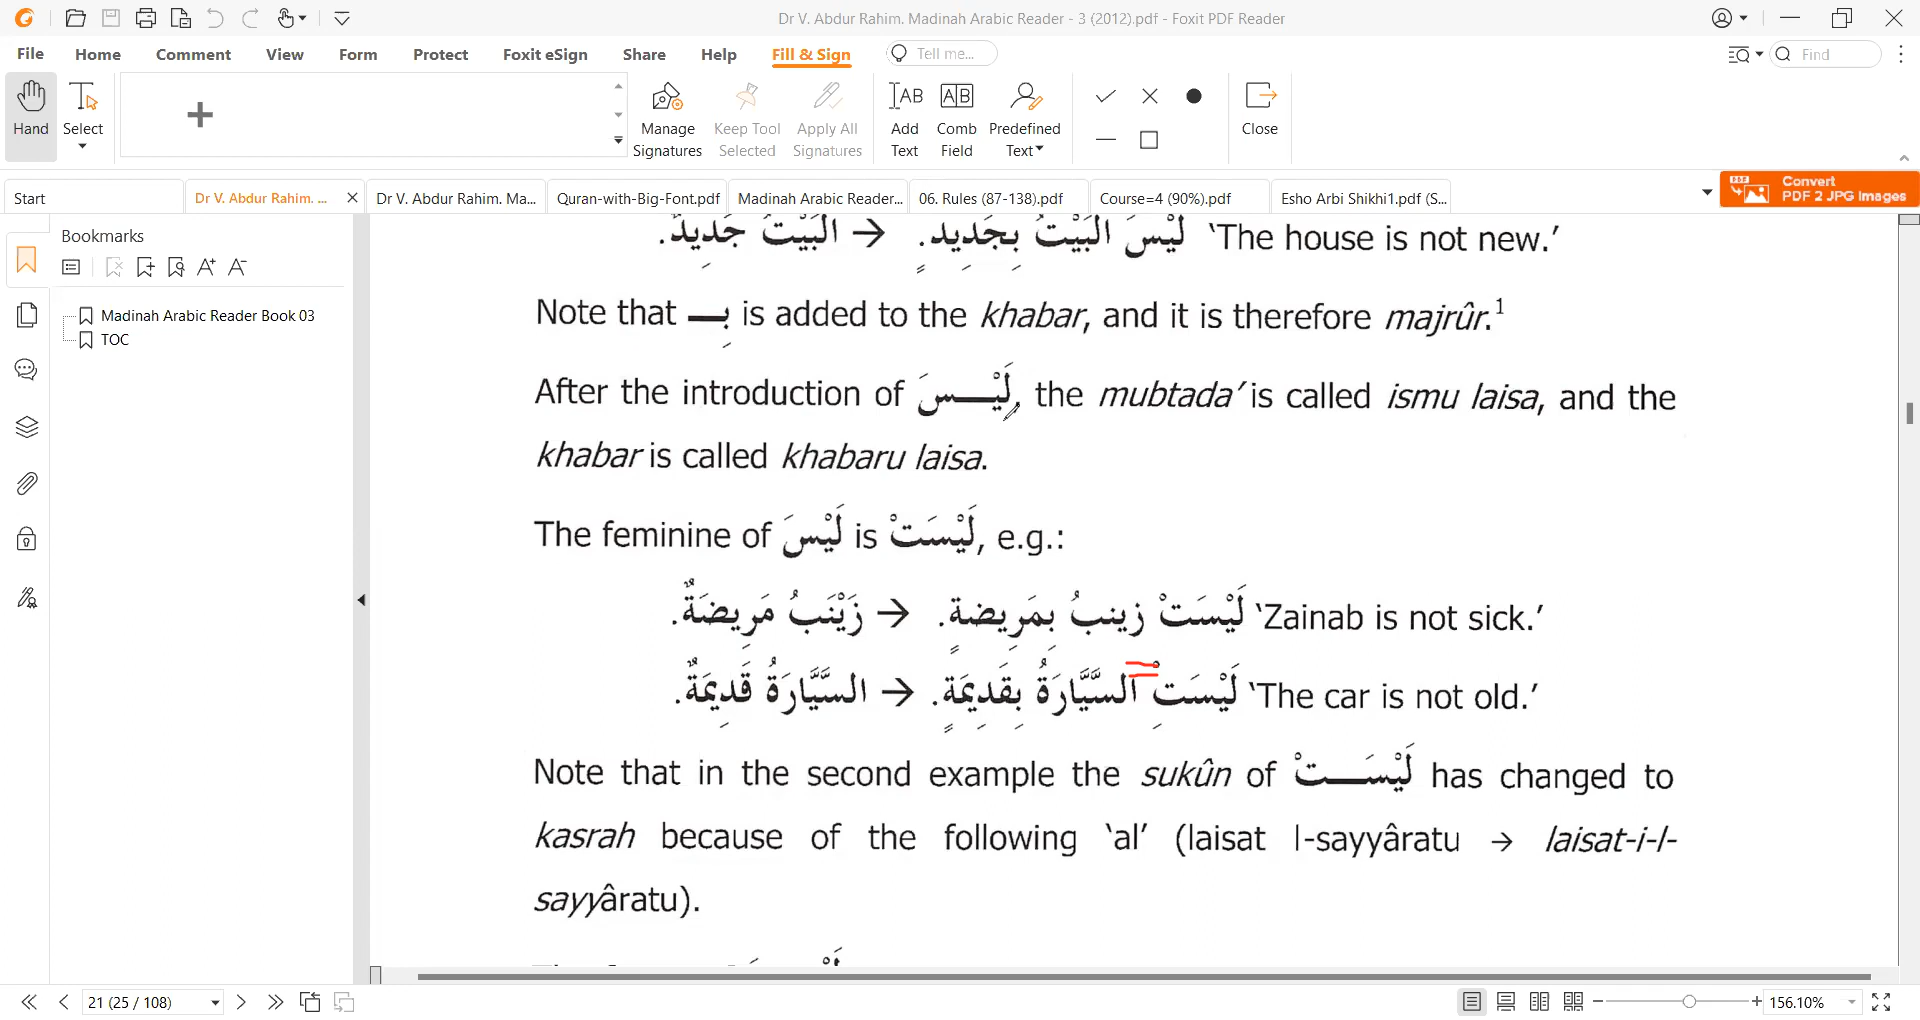 Dr V. Abdur Rahim. Madinah Arabic Reader - 3 (2012).pdf - Foxit PDF Reader
File Home Comment View Form Protect Foxit eSign Share Help Fill & Sign Tell me... Find
Hand Select Manage Signatures Keep Tool Selected Apply All Signatures Add Text Comb Field Predefined Text Close
Start Dr V. Abdur Rahim. ... Dr V. Abdur Rahim. Ma... Quran-with-Big-Font.pdf Madinah Arabic Reader... 06. Rules (87-138).pdf Course=4 (90%).pdf Esho Arbi Shikhi1.pdf (S... PDF Convert PDF 2 JPG Images
Bookmarks
Madinah Arabic Reader Book 03
TOC
البَيْتُ جَدِيدٌ. → لَيْسَ البَيْتُ بِجَدِيدٍ. ‘The house is not new.’
Note that بِـ is added to the khabar, and it is therefore majrûr.1
After the introduction of لَيْـسَ, the mubtada’ is called ismu laisa, and the
khabar is called khabaru laisa.
The feminine of لَيْسَ is لَيْسَتْ, e.g.:
زَيْنَبُ مَرِيضَةٌ. → لَيْسَتْ زينبُ بِمَرِيضةٍ. ‘Zainab is not sick.’
السَّيَّارَةُ قَدِيمَةٌ. → لَيْسَتِ السَّيَّارَةُ بِقَدِيمَةٍ. ‘The car is not old.’
Note that in the second example the sukûn of لَيْسَـتْ has changed to
kasrah because of the following ‘al’ (laisat l-sayyâratu → laisat-i-l-
sayyâratu).
21 (25 / 108) 156.10%